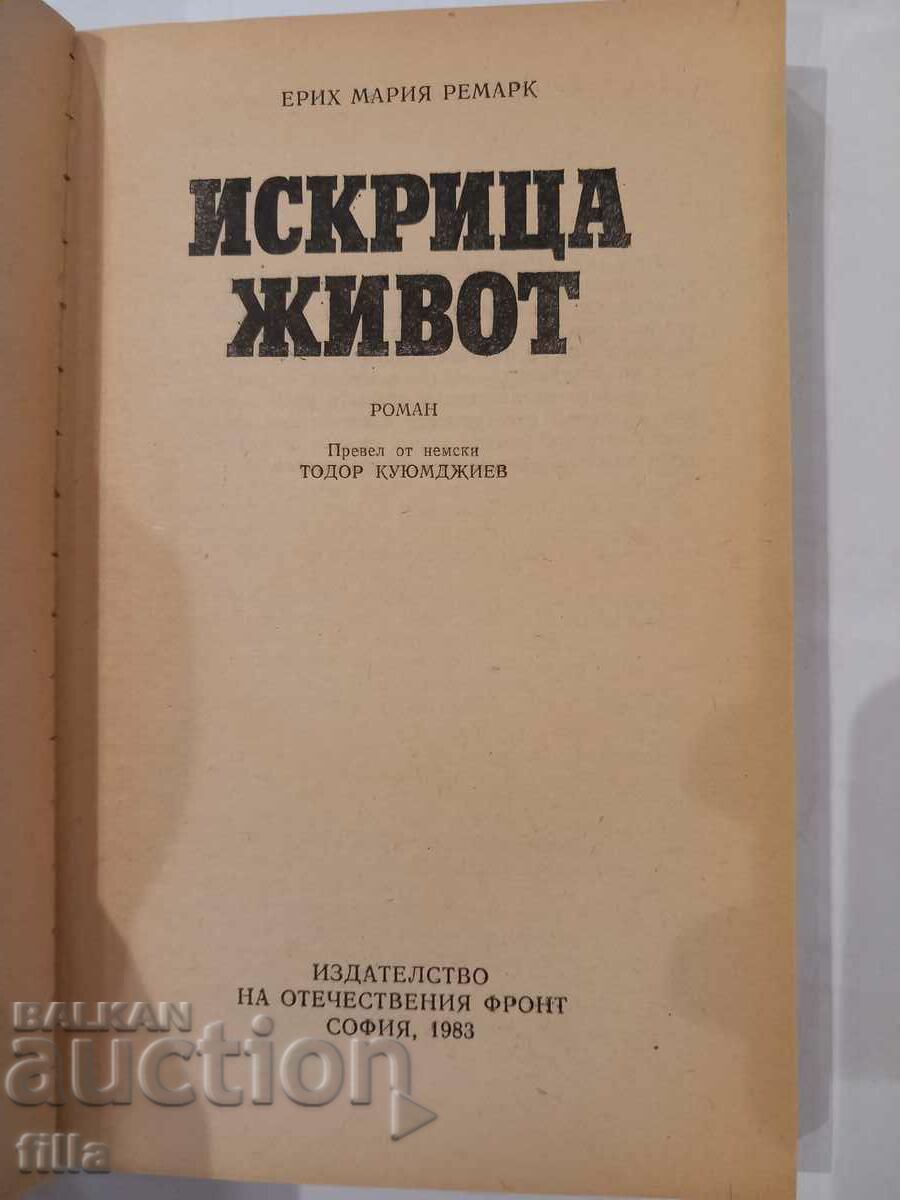 ЕРИХ МАРИЯ РЕМАРК
ИСКРИЦА
ЖИВОТ
РОМАН
Превел от немски
ТОДОР КУЮМДЖИЕВ
ИЗДАТЕЛСТВО
НА ОТЕЧЕСТВЕНИЯ ФРОНТ
СОФИЯ, 1983
BALKAN
auction
filla